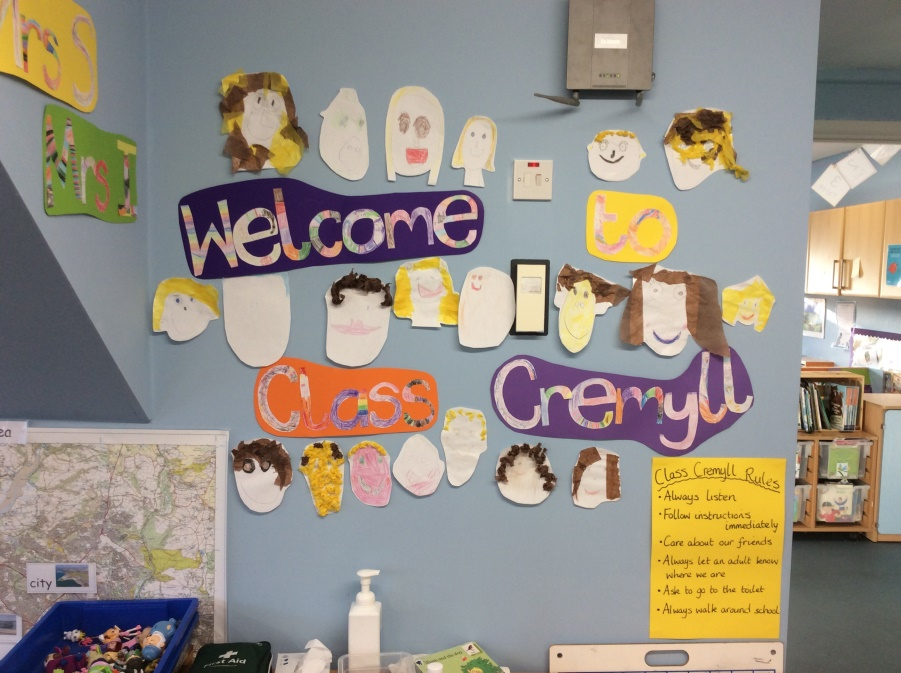 Mrs S
Mrs I
Welcome
to
Class
Cremyll
Class Cremyll Rules
• Always listen
• Follow instructions
immediately
• Care about our friends
• Always let an adult know
where we are
• Ask to go to the toilet
• Always walk around school
city
First Aid